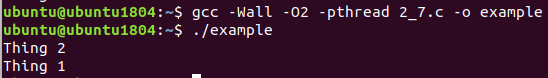 ubuntu@ubuntu1804:~$ gcc -Wall -O2 -pthread 2_7.c -o example
ubuntu@ubuntu1804:~$ ./example
Thing 2
Thing 1